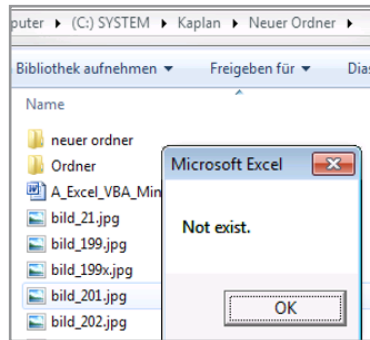 puter ▸ (C:) SYSTEM ▸ Kaplan ▸ Neuer Ordner ▸
Bibliothek aufnehmen ▾ Freigeben für ▾ Dias
Name
neuer ordner
Ordner
A_Excel_VBA_Min
bild_21.jpg
bild_199.jpg
bild_199x.jpg
bild_201.jpg
bild_202.jpg
Microsoft Excel
Not exist.
OK